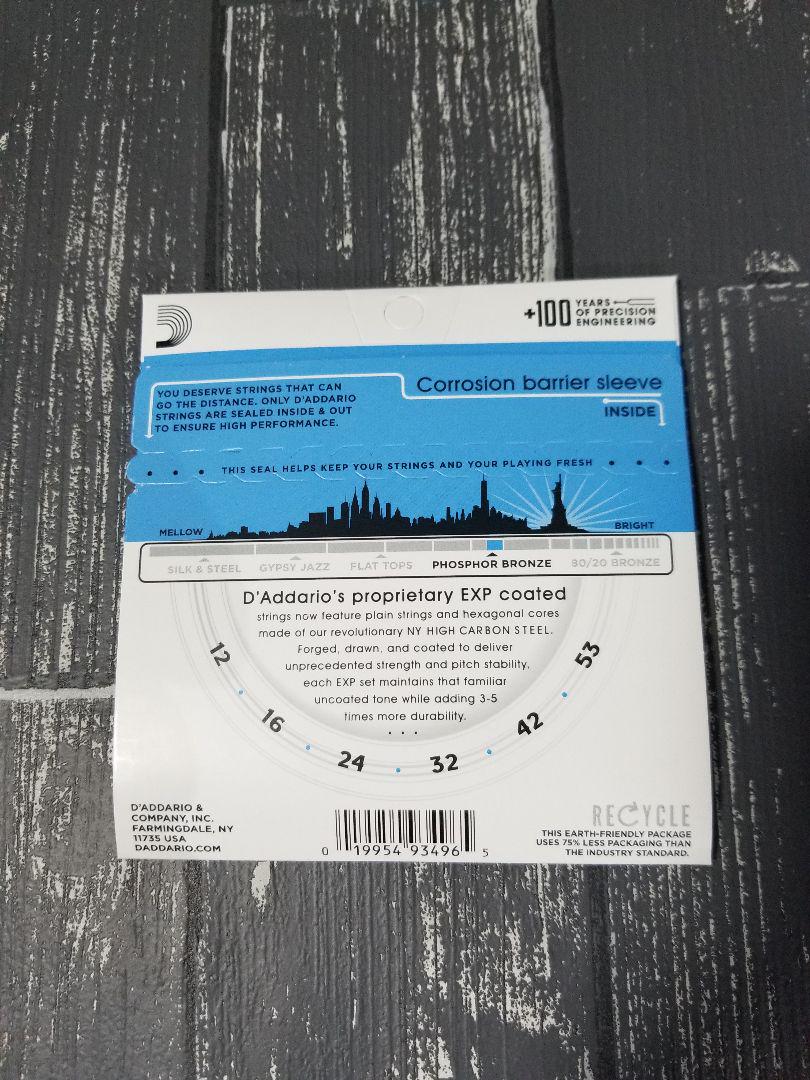 +100 YEARS OF PRECISION ENGINEERING
YOU DESERVE STRINGS THAT CAN
GO THE DISTANCE. ONLY D'ADDARIO
STRINGS ARE SEALED INSIDE & OUT
TO ENSURE HIGH PERFORMANCE.
Corrosion barrier sleeve
INSIDE
THIS SEAL HELPS KEEP YOUR STRINGS AND YOUR PLAYING FRESH
MELLOW BRIGHT
SILK & STEEL GYPSY JAZZ FLAT TOPS PHOSPHOR BRONZE 80/20 BRONZE
D'Addario's proprietary EXP coated
strings now feature plain strings and hexagonal cores
made of our revolutionary NY HIGH CARBON STEEL.
Forged, drawn, and coated to deliver
unprecedented strength and pitch stability,
each EXP set maintains that familiar
uncoated tone while adding 3-5
times more durability.
...
12 16 24 32 42 53
D'ADDARIO &
COMPANY, INC.
FARMINGDALE, NY
11735 USA
DADDARIO.COM
0 19954 93496 5
RECYCLE
THIS EARTH-FRIENDLY PACKAGE
USES 75% LESS PACKAGING THAN
THE INDUSTRY STANDARD.